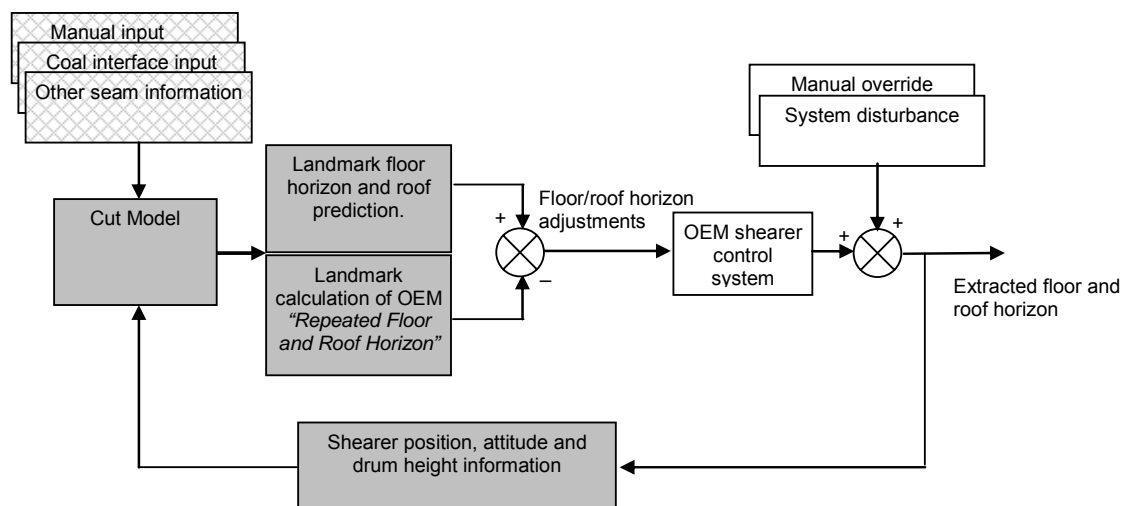 Manual input
Coal interface input
Other seam information
Manual override
System disturbance
Landmark floor
horizon and roof
prediction.
Cut Model
+
Floor/roof horizon
adjustments
OEM shearer
control
system
+
+
–
Landmark
calculation of OEM
“Repeated Floor
and Roof Horizon”
Extracted floor and
roof horizon
Shearer position, attitude and
drum height information